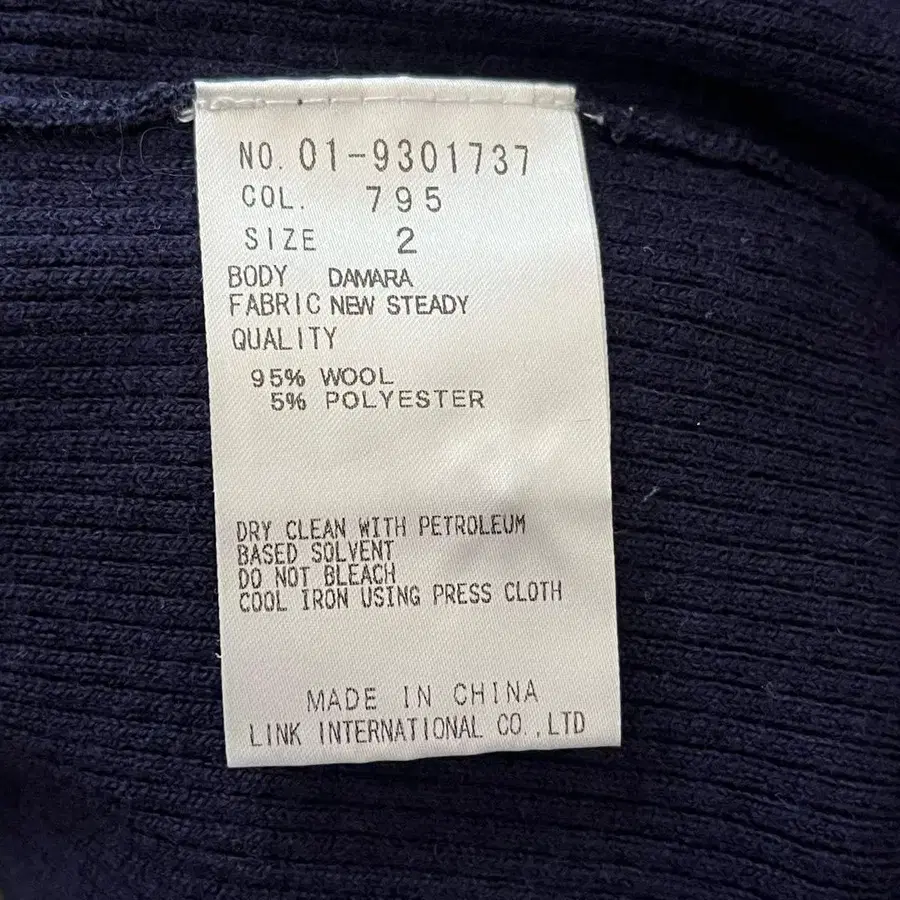 NO. 01-9301737
COL. 795
SIZE 2
BODY DAMARA
FABRIC NEW STEADY
QUALITY
95% WOOL
5% POLYESTER
DRY CLEAN WITH PETROLEUM
BASED SOLVENT
DO NOT BLEACH
COOL IRON USING PRESS CLOTH
MADE IN CHINA
LINK INTERNATIONAL CO.,LTD